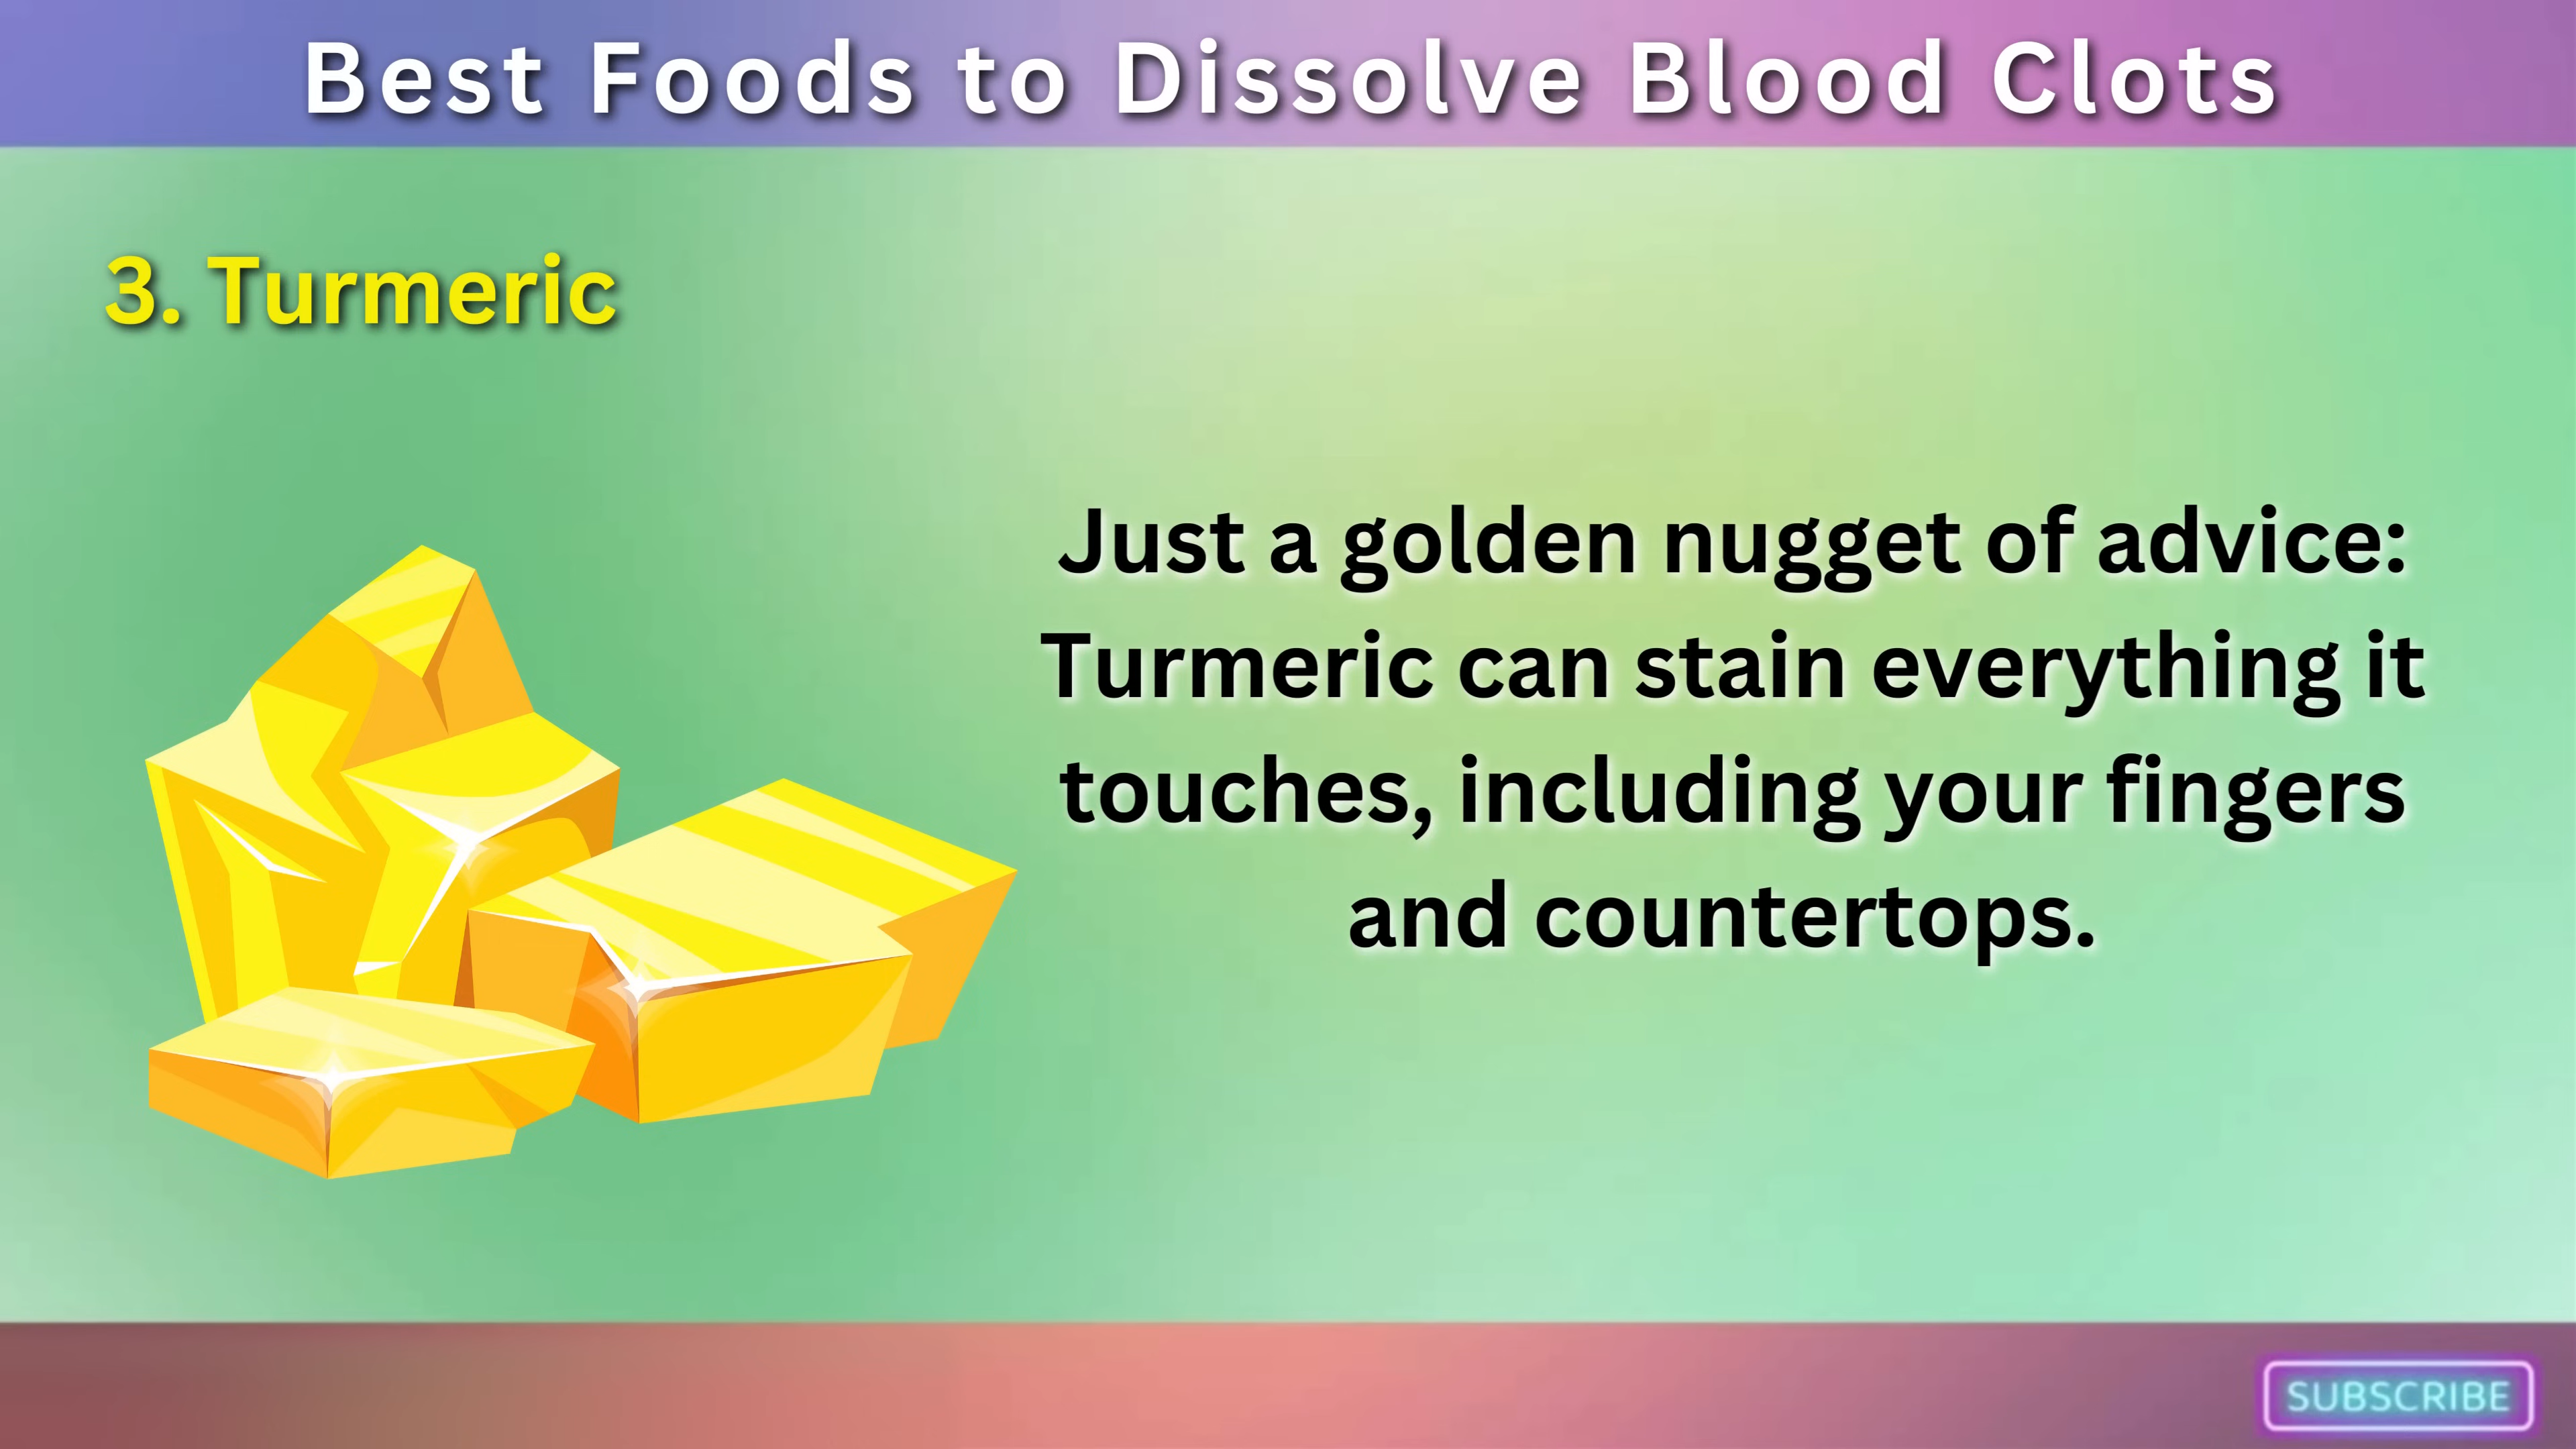 Best Foods to Dissolve Blood Clots
3. Turmeric
Just a golden nugget of advice:
Turmeric can stain everything it
touches, including your fingers
and countertops.
SUBSCRIBE